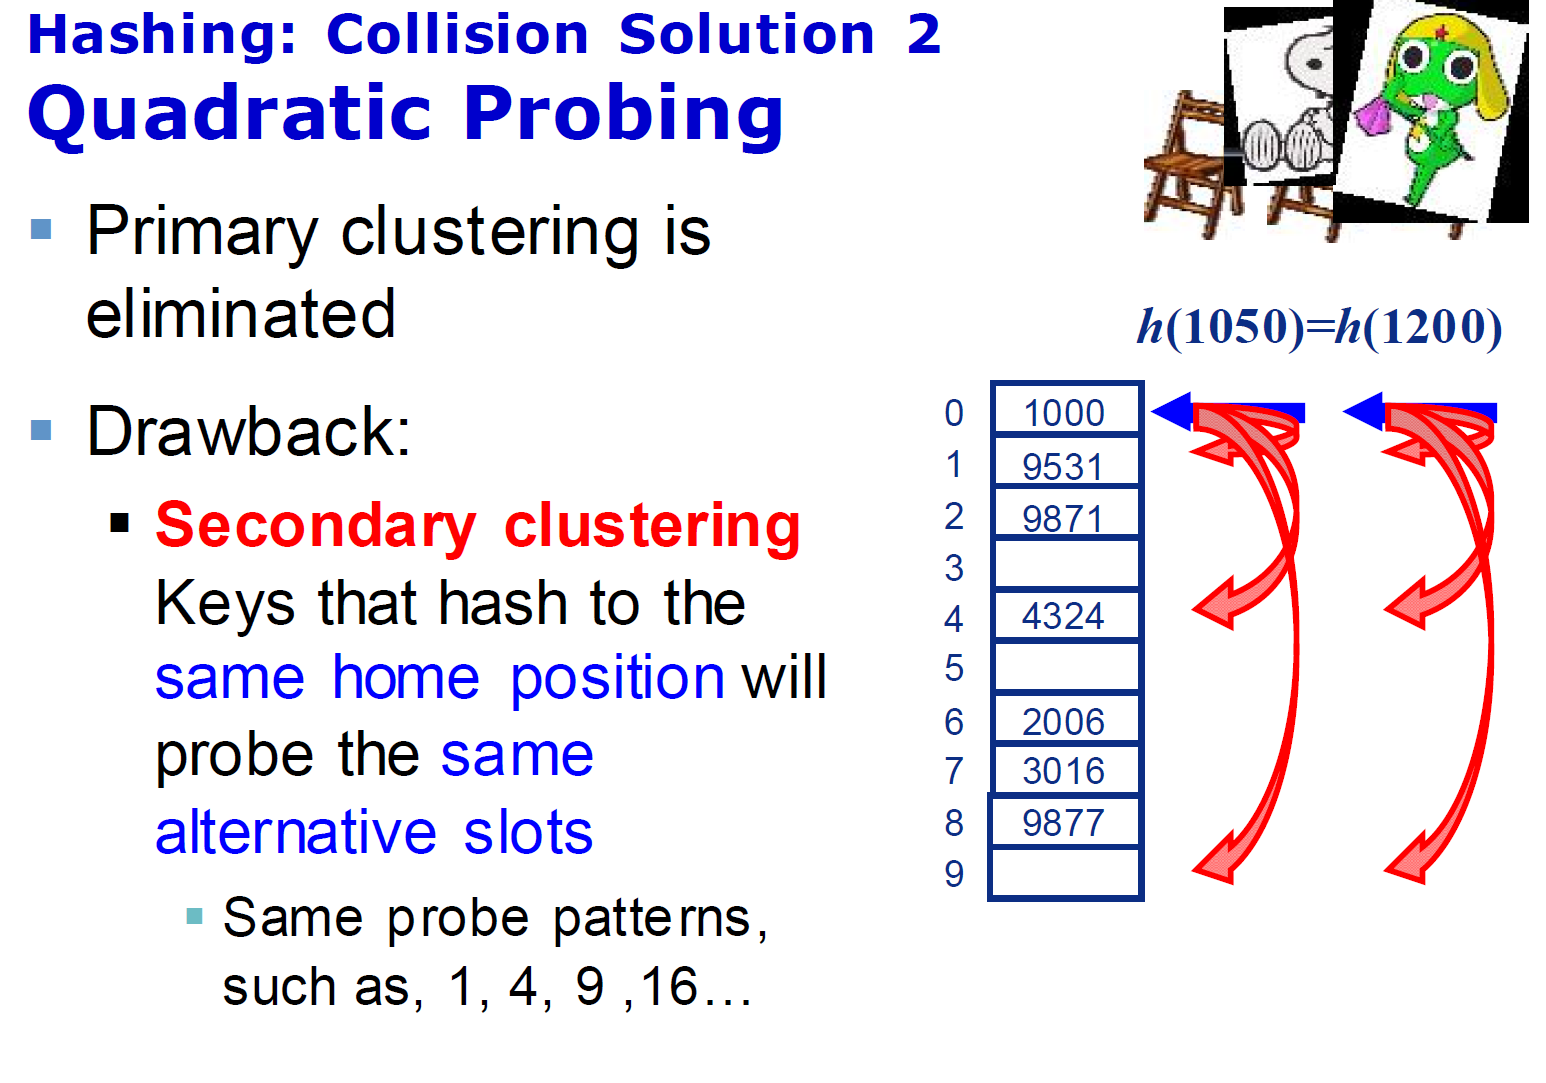 Hashing: Collision Solution 2
Quadratic Probing
Primary clustering is
eliminated
Drawback:
Secondary clustering
Keys that hash to the
same home position will
probe the same
alternative slots
Same probe patterns,
such as, 1, 4, 9 ,16…
h(1050)=h(1200)
0 1000
1 9531
2 9871
3
4 4324
5
6 2006
7 3016
8 9877
9